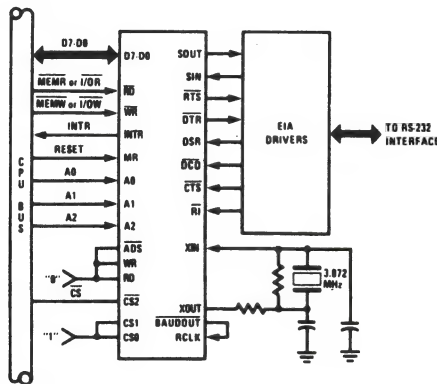 D7-D0
MEMR or I/OR
MEMW or I/OW
INTR
RESET
A0
A1
A2
CPU BUS
"0"
CS
"1"
D7-D0
RD
WR
INTR
MR
A0
A1
A2
ADS
WR
RD
CS2
CS1
CS0
SOUT
SIN
RTS
DTR
DSR
DCD
CTS
RI
XIN
XOUT
BAUDOUT
RCLK
EIA
DRIVERS
TO RS-232
INTERFACE
3.072
MHz